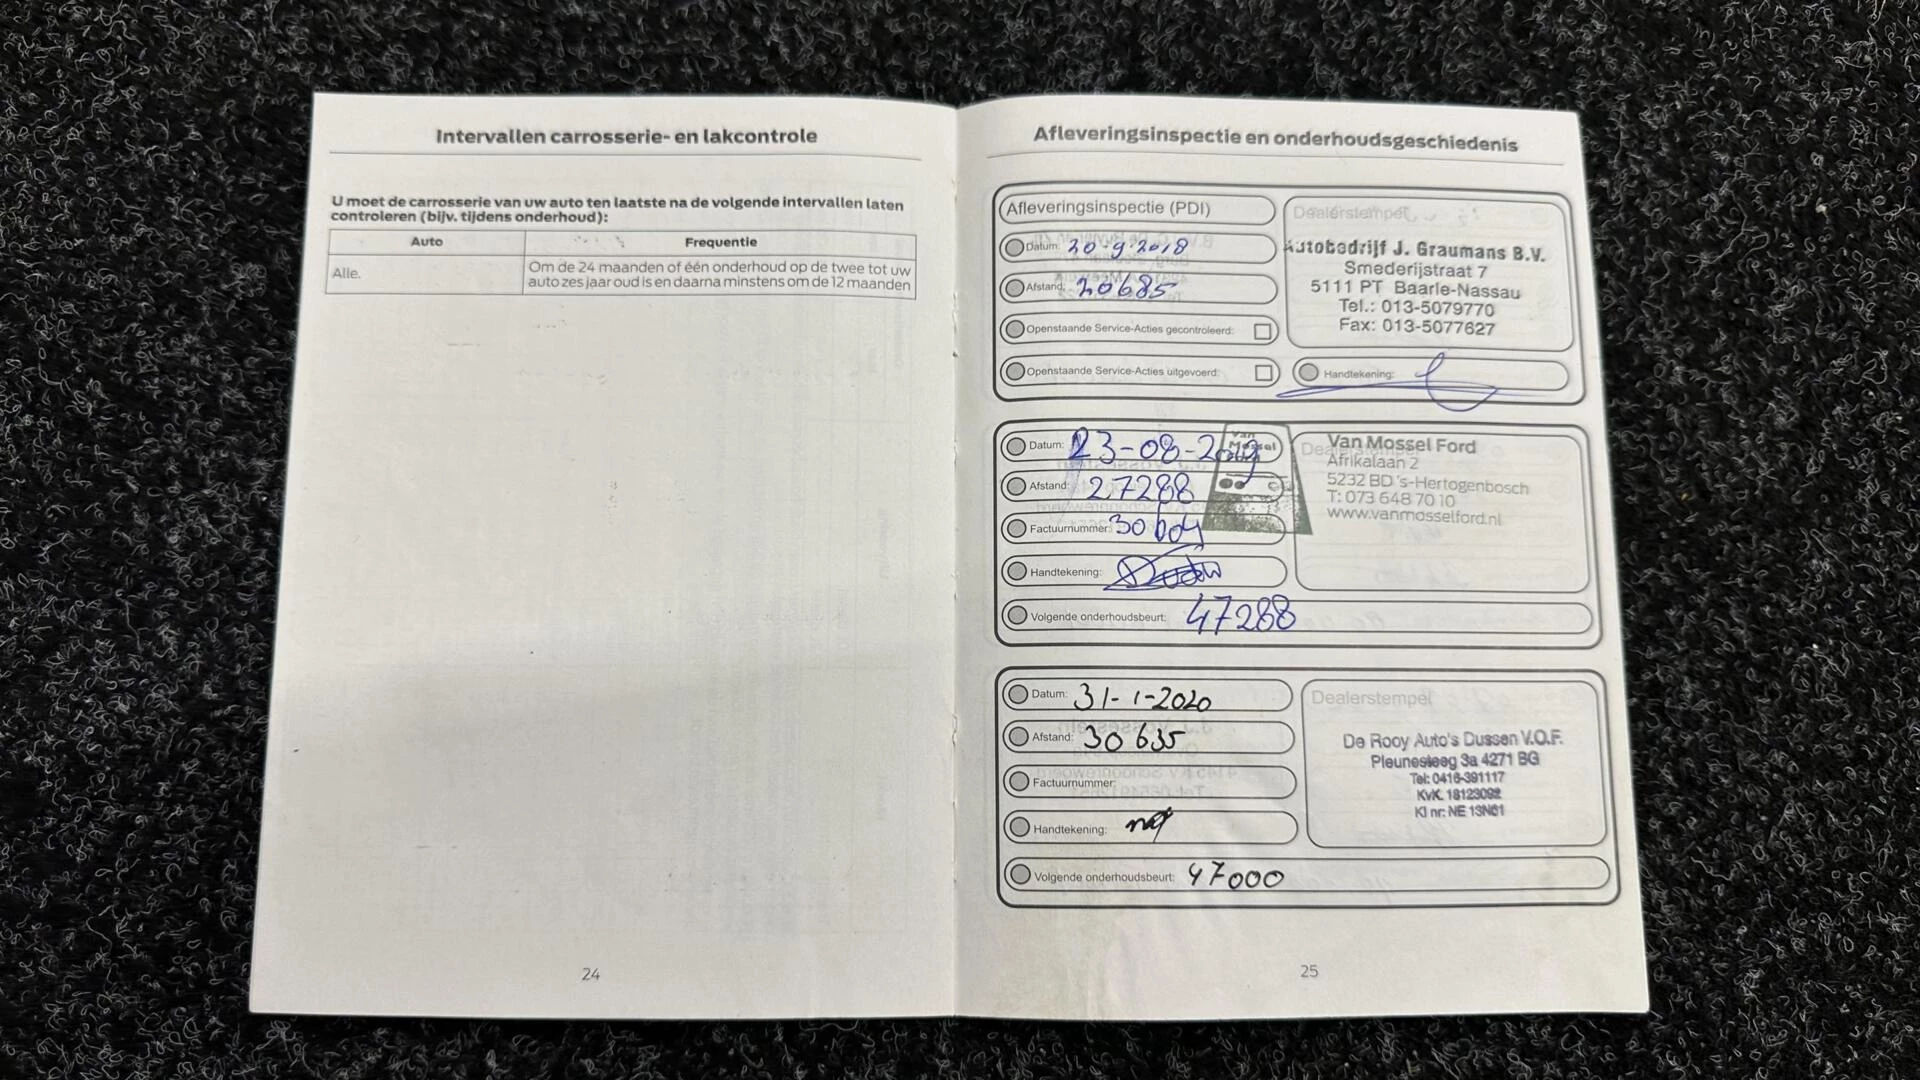 Intervallen carrosserie- en lakcontrole
U moet de carrosserie van uw auto ten laatste na de volgende intervallen laten
controleren (bijv. tijdens onderhoud):
Auto
Frequentie
Alle.
Om de 24 maanden of één onderhoud op de twee tot uw
auto zes jaar oud is en daarna minstens om de 12 maanden
24
Afleveringsinspectie en onderhoudsgeschiedenis
Afleveringsinspectie (PDI)
Datum: 20-9-2018
Afstand: 20685
Openstaande Service-Acties gecontroleerd:
Openstaande Service-Acties uitgevoerd:
Dealerstempel
Autobedrijf J. Graumans B.V.
Smederijstraat 7
5111 PT Baarle-Nassau
Tel.: 013-5079770
Fax: 013-5077627
Handtekening:
Datum: 23-08-2019
Afstand: 27288
Factuurnummer: 30604
Handtekening:
Volgende onderhoudsbeurt: 47288
Van
Mossel
Van Mossel Ford
Afrikalaan 2
5232 BD 's-Hertogenbosch
T: 073 648 70 10
www.vanmosselford.nl
Datum: 31-1-2020
Afstand: 30635
Factuurnummer:
Handtekening:
Volgende onderhoudsbeurt: 47000
Dealerstempel
De Rooy Auto's Dussen V.O.F.
Pleunesteeg 3a 4271 BG
Tel: 0416-391117
KvK. 18123092
KI nr: NE 13N61
25